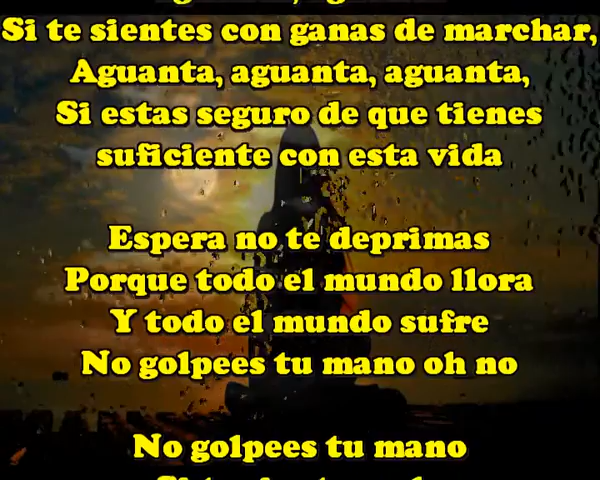 Si te sientes con ganas de marchar,
Aguanta, aguanta, aguanta,
Si estas seguro de que tienes
suficiente con esta vida
Espera no te deprimas
Porque todo el mundo llora
Y todo el mundo sufre
No golpees tu mano oh no
No golpees tu mano